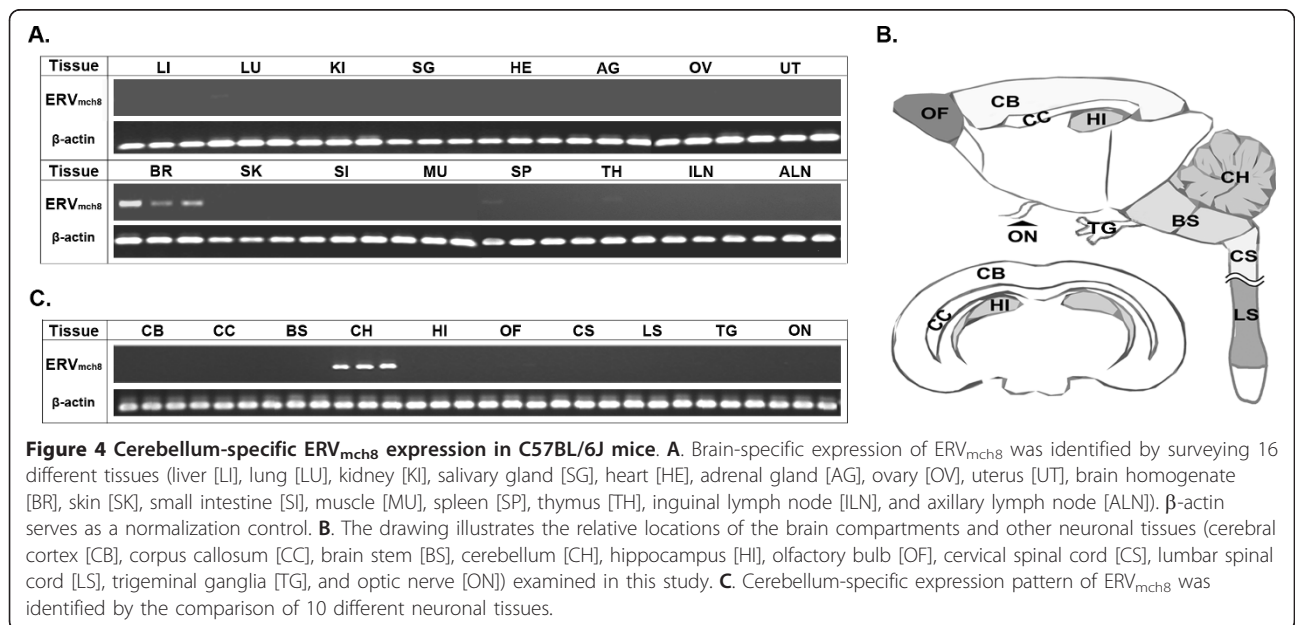 A.
Tissue LI LU KI SG HE AG OV UT
ERVmch8
β-actin
Tissue BR SK SI MU SP TH ILN ALN
ERVmch8
β-actin
B.
OF CB CC HI CH BS TG ON CS LS
CB CC HI
C.
Tissue CB CC BS CH HI OF CS LS TG ON
ERVmch8
β-actin
Figure 4 Cerebellum-specific ERVmch8 expression in C57BL/6J mice. A. Brain-specific expression of ERVmch8 was identified by surveying 16
different tissues (liver [LI], lung [LU], kidney [KI], salivary gland [SG], heart [HE], adrenal gland [AG], ovary [OV], uterus [UT], brain homogenate
[BR], skin [SK], small intestine [SI], muscle [MU], spleen [SP], thymus [TH], inguinal lymph node [ILN], and axillary lymph node [ALN]). β-actin
serves as a normalization control. B. The drawing illustrates the relative locations of the brain compartments and other neuronal tissues (cerebral
cortex [CB], corpus callosum [CC], brain stem [BS], cerebellum [CH], hippocampus [HI], olfactory bulb [OF], cervical spinal cord [CS], lumbar spinal
cord [LS], trigeminal ganglia [TG], and optic nerve [ON]) examined in this study. C. Cerebellum-specific expression pattern of ERVmch8 was
identified by the comparison of 10 different neuronal tissues.